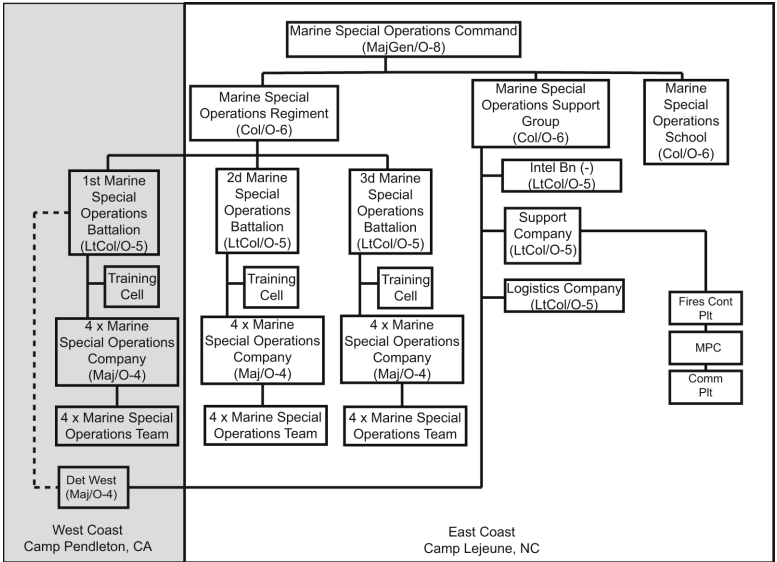 Marine Special Operations Command
(MajGen/O-8)
Marine Special
Operations Regiment
(Col/O-6)
Marine Special
Operations Support
Group
(Col/O-6)
Marine
Special
Operations
School
(Col/O-6)
1st Marine
Special
Operations
Battalion
(LtCol/O-5)
2d Marine
Special
Operations
Battalion
(LtCol/O-5)
3d Marine
Special
Operations
Battalion
(LtCol/O-5)
Intel Bn (-)
(LtCol/O-5)
Support
Company
(LtCol/O-5)
Logistics Company
(LtCol/O-5)
Fires Cont
Plt
MPC
Comm
Plt
Training
Cell
Training
Cell
Training
Cell
4 x Marine
Special Operations
Company
(Maj/O-4)
4 x Marine
Special Operations
Company
(Maj/O-4)
4 x Marine
Special Operations
Company
(Maj/O-4)
4 x Marine Special
Operations Team
4 x Marine Special
Operations Team
4 x Marine Special
Operations Team
Det West
(Maj/O-4)
West Coast
Camp Pendleton, CA
East Coast
Camp Lejeune, NC